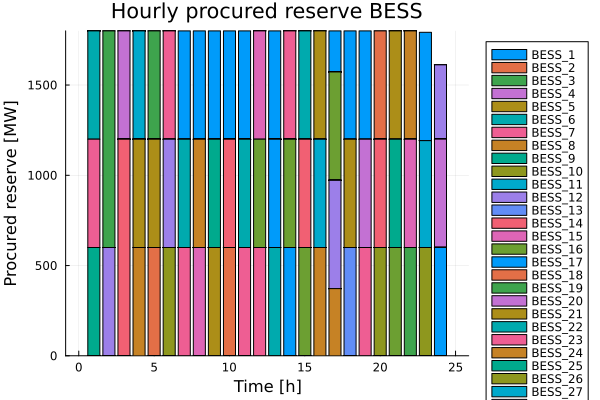 Hourly procured reserve BESS
Procured reserve [MW]
1500
1000
500
0
0 5 10 15 20 25
Time [h]
BESS_1
BESS_2
BESS_3
BESS_4
BESS_5
BESS_6
BESS_7
BESS_8
BESS_9
BESS_10
BESS_11
BESS_12
BESS_13
BESS_14
BESS_15
BESS_16
BESS_17
BESS_18
BESS_19
BESS_20
BESS_21
BESS_22
BESS_23
BESS_24
BESS_25
BESS_26
BESS_27